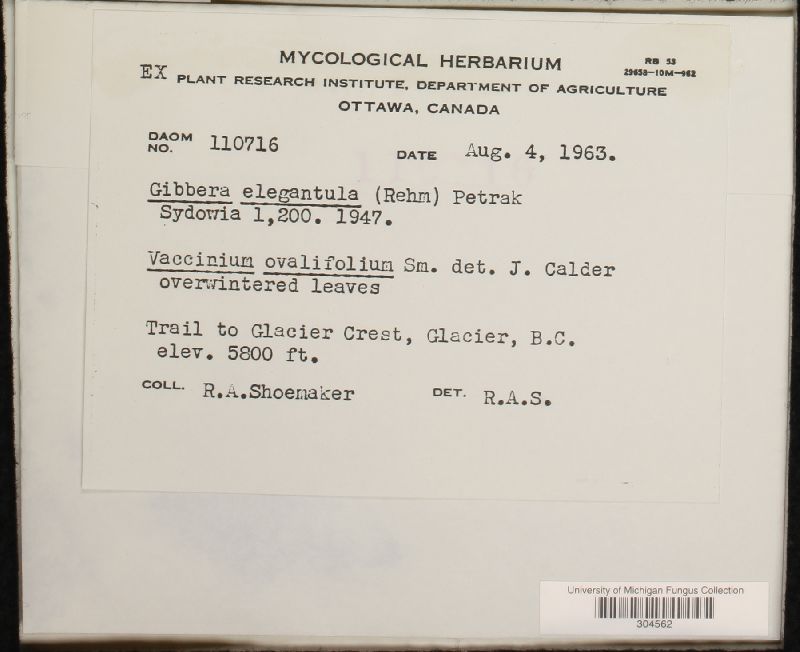 MYCOLOGICAL HERBARIUM
RB 53
29658-10M-962
EX PLANT RESEARCH INSTITUTE, DEPARTMENT OF AGRICULTURE
OTTAWA, CANADA
DAOM NO. 110716 DATE Aug. 4, 1963.
Gibbera elegantula (Rehm) Petrak
Sydowia 1,200. 1947.
Vaccinium ovalifolium Sm. det. J. Calder
overwintered leaves
Trail to Glacier Crest, Glacier, B.C.
elev. 5800 ft.
COLL. R.A.Shoemaker DET. R.A.S.
University of Michigan Fungus Collection
304562